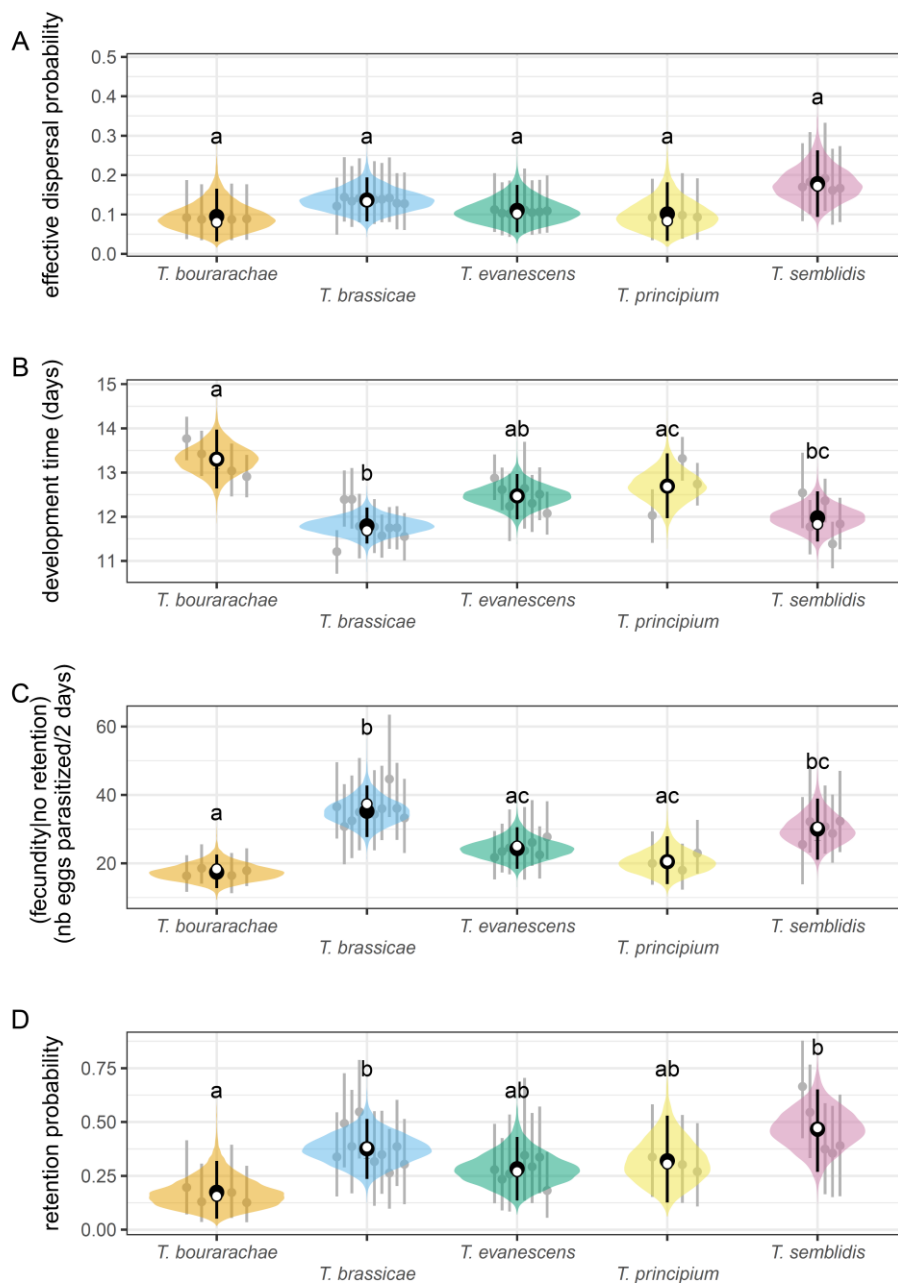 A
effective dispersal probability
0.5
0.4
0.3
0.2
0.1
0.0
a a a a a
T. bourarachae T. evanescens T. semblidis
T. brassicae T. principium
B
development time (days)
15
14
13
12
11
a b ab ac bc
T. bourarachae T. evanescens T. semblidis
T. brassicae T. principium
C
(fecundity|no retention)
(nb eggs parasitized/2 days)
60
40
20
a b ac ac bc
T. bourarachae T. evanescens T. semblidis
T. brassicae T. principium
D
retention probability
0.75
0.50
0.25
0.00
a b ab ab b
T. bourarachae T. evanescens T. semblidis
T. brassicae T. principium